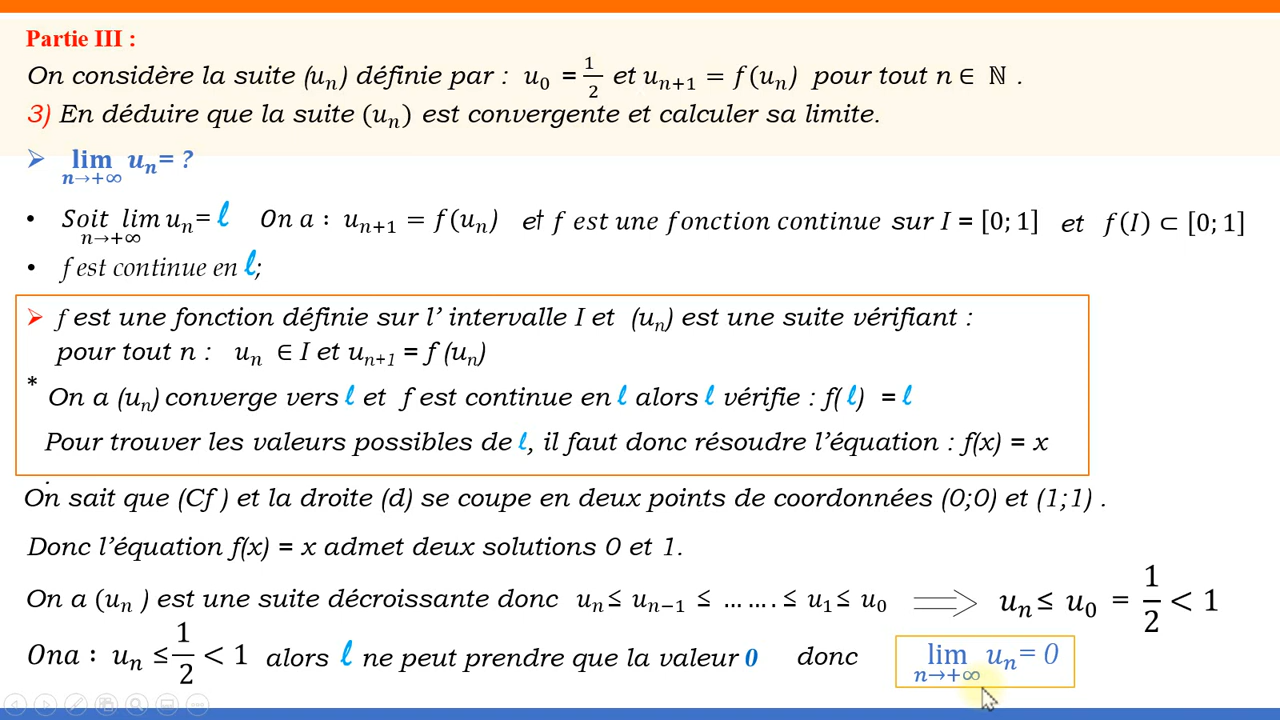 Partie III :
On considère la suite (uₙ) définie par : u₀ = 1/2 et uₙ₊₁ = f(uₙ) pour tout n ∈ ℕ .
3) En déduire que la suite (uₙ) est convergente et calculer sa limite.
➢ lim n→+∞ uₙ= ?
• Soit lim n→+∞ uₙ= ℓ On a : uₙ₊₁ = f(uₙ) et f est une fonction continue sur I = [0; 1] et f(I) ⊂ [0; 1]
• f est continue en ℓ;
➢ f est une fonction définie sur l’ intervalle I et (uₙ) est une suite vérifiant :
pour tout n : uₙ ∈ I et uₙ₊₁ = f (uₙ)
* On a (uₙ) converge vers ℓ et f est continue en ℓ alors ℓ vérifie : f( ℓ) = ℓ
Pour trouver les valeurs possibles de ℓ, il faut donc résoudre l’équation : f(x) = x
.
On sait que (Cf ) et la droite (d) se coupe en deux points de coordonnées (0;0) et (1;1) .
Donc l’équation f(x) = x admet deux solutions 0 et 1.
On a (uₙ ) est une suite décroissante donc uₙ≤ uₙ₋₁ ≤ … … . ≤ u₁≤ u₀ ⟹ uₙ≤ u₀ = 1/2 < 1
Ona : uₙ ≤ 1/2 < 1 alors ℓ ne peut prendre que la valeur 0 donc lim n→+∞ uₙ= 0